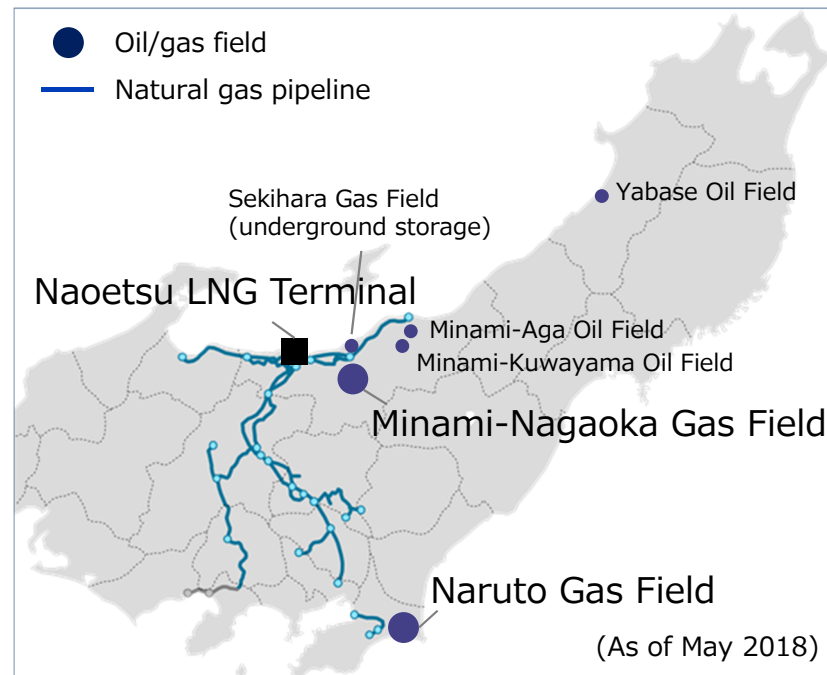 Oil/gas field
Natural gas pipeline
Yabase Oil Field
Sekihara Gas Field
(underground storage)
Naoetsu LNG Terminal
Minami-Aga Oil Field
Minami-Kuwayama Oil Field
Minami-Nagaoka Gas Field
Naruto Gas Field
(As of May 2018)